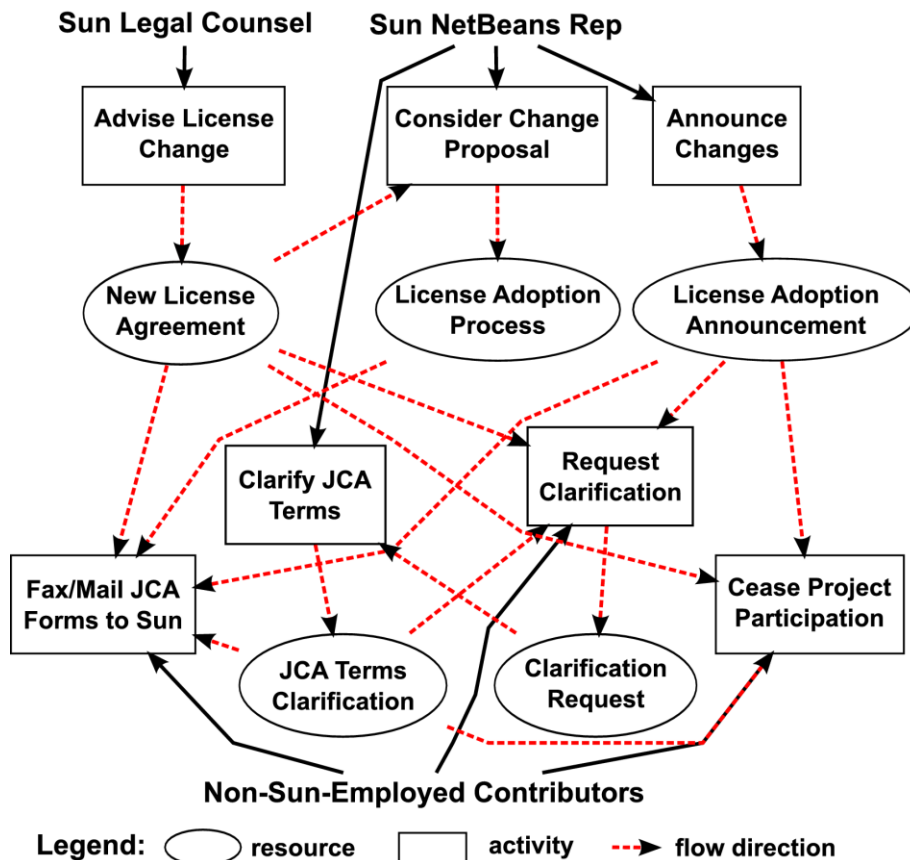 Sun Legal Counsel
Sun NetBeans Rep
Advise License
Change
Consider Change
Proposal
Announce
Changes
New License
Agreement
License Adoption
Process
License Adoption
Announcement
Clarify JCA
Terms
Request
Clarification
Fax/Mail JCA
Forms to Sun
Cease Project
Participation
JCA Terms
Clarification
Clarification
Request
Non-Sun-Employed Contributors
Legend: resource activity flow direction